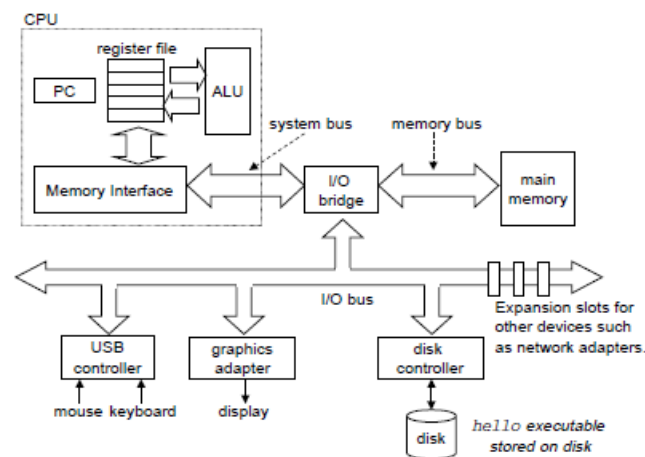 CPU
register file
PC
ALU
system bus
memory bus
Memory Interface
I/O
bridge
main
memory
I/O bus
Expansion slots for
other devices such
as network adapters.
USB
controller
graphics
adapter
disk
controller
mouse keyboard
display
disk
hello executable
stored on disk